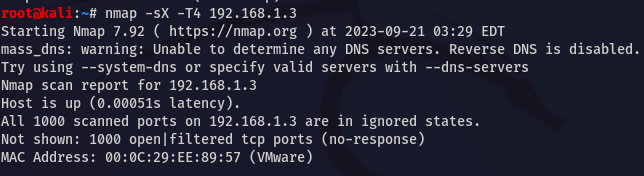 root@kali:~# nmap -sX -T4 192.168.1.3
Starting Nmap 7.92 ( https://nmap.org ) at 2023-09-21 03:29 EDT
mass_dns: warning: Unable to determine any DNS servers. Reverse DNS is disabled.
Try using --system-dns or specify valid servers with --dns-servers
Nmap scan report for 192.168.1.3
Host is up (0.00051s latency).
All 1000 scanned ports on 192.168.1.3 are in ignored states.
Not shown: 1000 open|filtered tcp ports (no-response)
MAC Address: 00:0C:29:EE:89:57 (VMware)